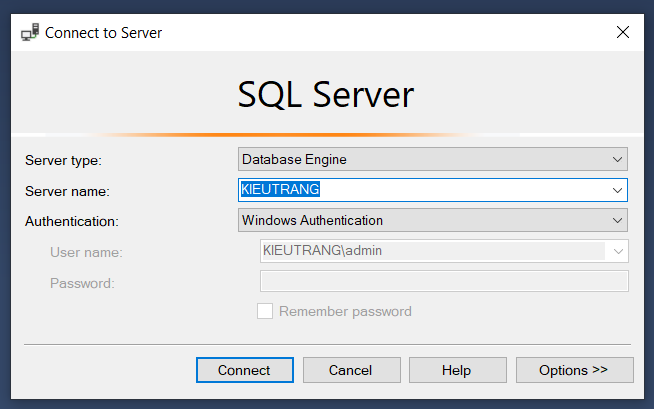 Connect to Server
SQL Server
Server type: Database Engine
Server name: KIEUTRANG
Authentication: Windows Authentication
User name: KIEUTRANG\admin
Password:
Remember password
Connect Cancel Help Options >>